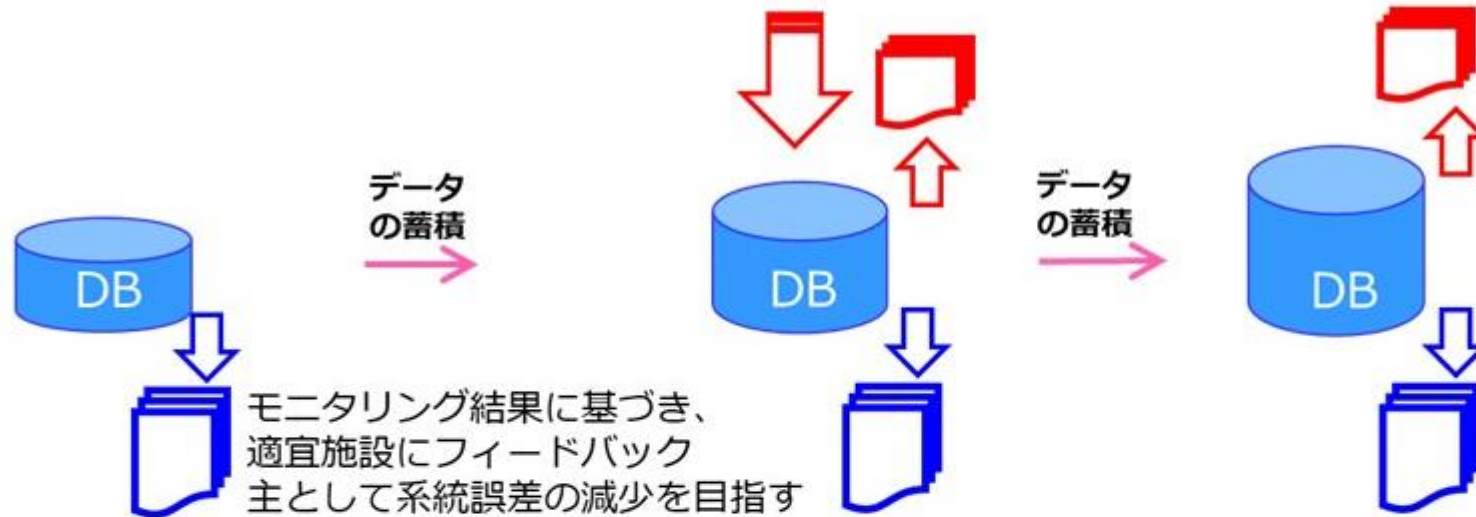 データ
の蓄積
データ
の蓄積
DB
DB
DB
モニタリング結果に基づき、
適宜施設にフィードバック
主として系統誤差の減少を目指す